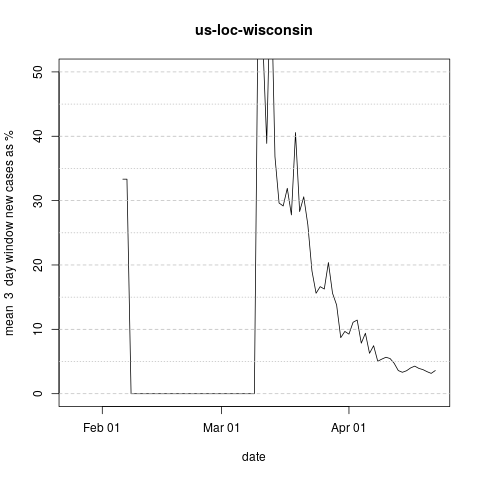 us-loc-wisconsin
mean 3 day window new cases as %
50
40
30
20
10
0
Feb 01
Mar 01
Apr 01
date